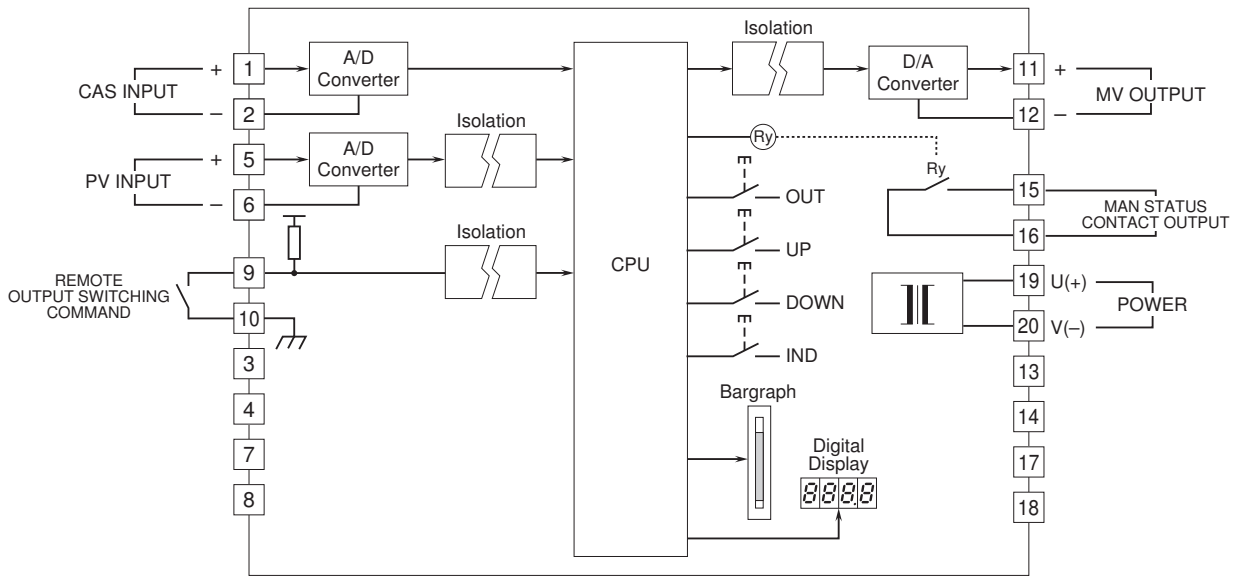 CAS INPUT
+
–
1
2
A/D
Converter
PV INPUT
+
–
5
6
A/D
Converter
Isolation
REMOTE
OUTPUT SWITCHING
COMMAND
9
10
Isolation
3
4
7
8
CPU
Isolation
D/A
Converter
11 +
12 –
MV OUTPUT
Ry
Ry
15
16
MAN STATUS
CONTACT OUTPUT
OUT
UP
DOWN
IND
19 U(+)
20 V(–)
POWER
13
14
17
18
Bargraph
Digital
Display
888.8